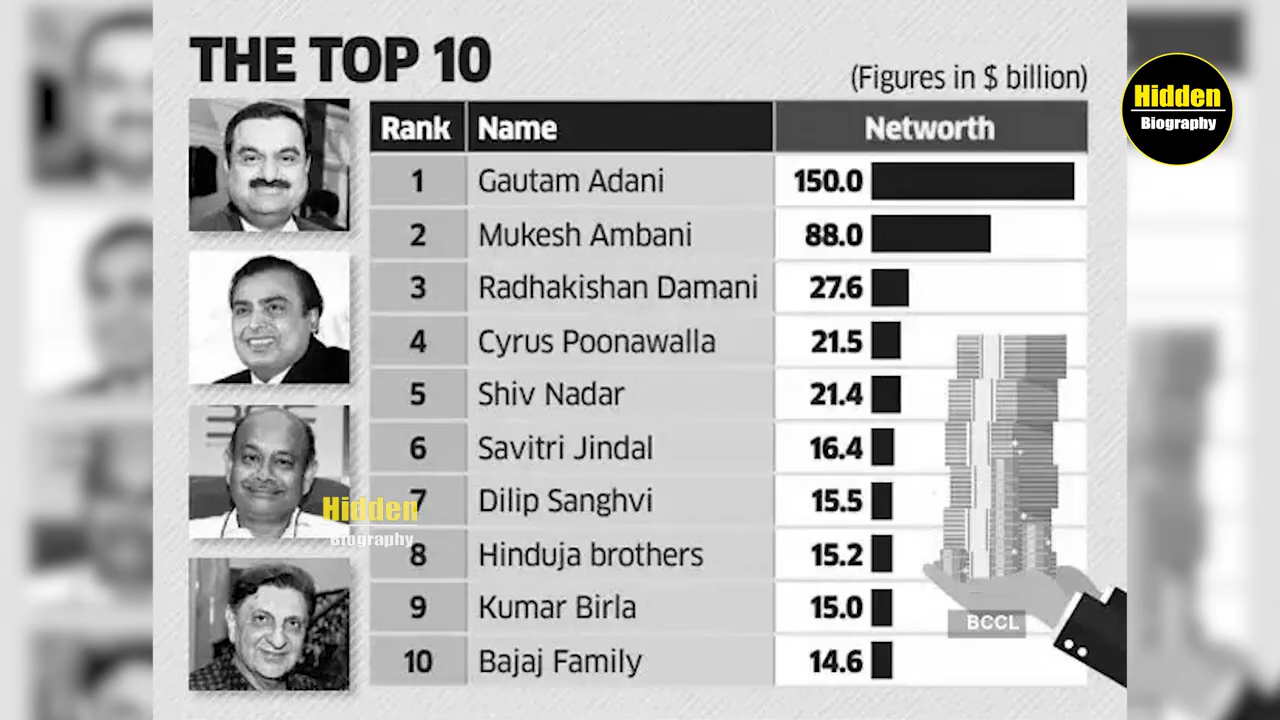 THE TOP 10
(Figures in $ billion)
Hidden
Biography
Rank Name Networth
1 Gautam Adani 150.0
2 Mukesh Ambani 88.0
3 Radhakishan Damani 27.6
4 Cyrus Poonawalla 21.5
5 Shiv Nadar 21.4
6 Savitri Jindal 16.4
7 Dilip Sanghvi 15.5
Hidden
Biography
8 Hinduja brothers 15.2
9 Kumar Birla 15.0
BCCL
10 Bajaj Family 14.6